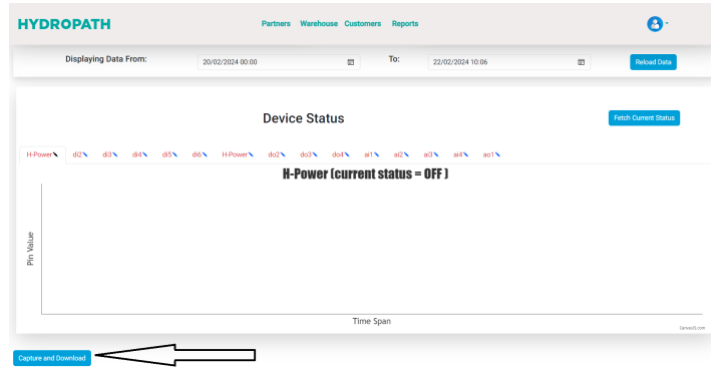 HYDROPATH Partners Warehouse Customers Reports
Displaying Data From: 20/02/2024 00:00 To: 22/02/2024 10:06 Reload Data
Device Status Fetch Current Status
H-Power di2 di3 di4 di5 di6 H-Power do2 do3 do4 ai1 ai2 ai3 ai4 ao1
H-Power (current status = OFF )
Pin Value
Time Span
CanvasJS.com
Capture and Download